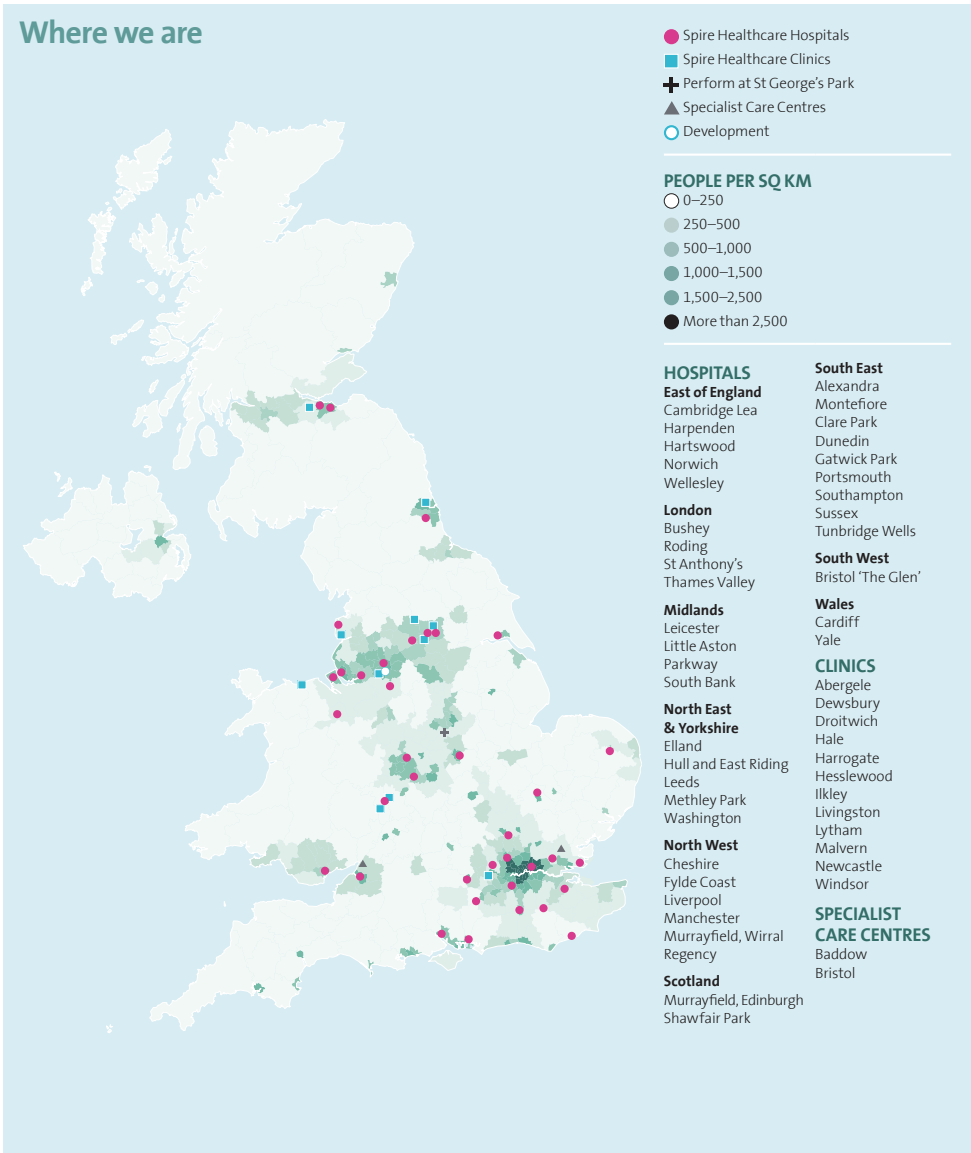 Where we are
Spire Healthcare Hospitals
Spire Healthcare Clinics
Perform at St George's Park
Specialist Care Centres
Development
PEOPLE PER SQ KM
0–250
250–500
500–1,000
1,000–1,500
1,500–2,500
More than 2,500
HOSPITALS
East of England
Cambridge Lea
Harpenden
Hartswood
Norwich
Wellesley
London
Bushey
Roding
St Anthony's
Thames Valley
Midlands
Leicester
Little Aston
Parkway
South Bank
North East
& Yorkshire
Elland
Hull and East Riding
Leeds
Methley Park
Washington
North West
Cheshire
Fylde Coast
Liverpool
Manchester
Murrayfield, Wirral
Regency
Scotland
Murrayfield, Edinburgh
Shawfair Park
South East
Alexandra
Montefiore
Clare Park
Dunedin
Gatwick Park
Portsmouth
Southampton
Sussex
Tunbridge Wells
South West
Bristol 'The Glen'
Wales
Cardiff
Yale
CLINICS
Abergele
Dewsbury
Droitwich
Hale
Harrogate
Hesslewood
Ilkley
Livingston
Lytham
Malvern
Newcastle
Windsor
SPECIALIST
CARE CENTRES
Baddow
Bristol